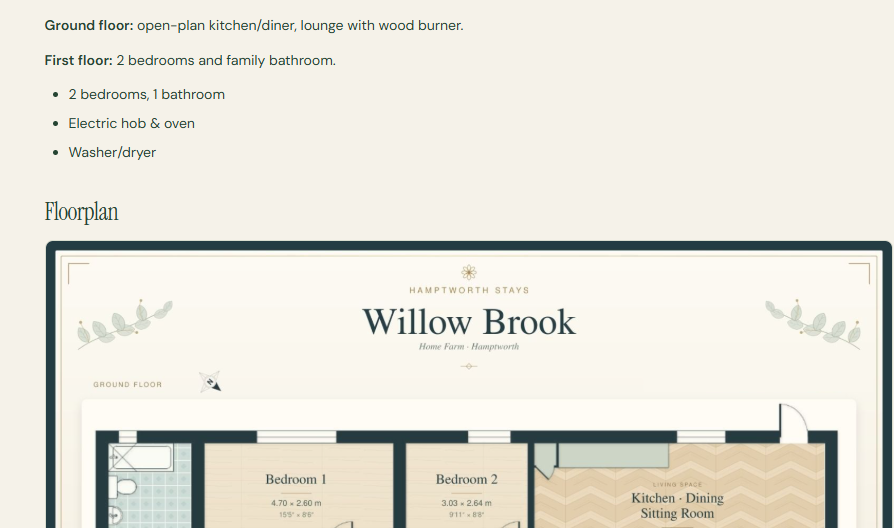 Ground floor: open-plan kitchen/diner, lounge with wood burner.
First floor: 2 bedrooms and family bathroom.
2 bedrooms, 1 bathroom
Electric hob & oven
Washer/dryer
Floorplan
HAMPTWORTH STAYS
Willow Brook
Home Farm · Hamptworth
GROUND FLOOR
N
Bedroom 1
4.70 × 2.60 m
15'5" × 8'6"
Bedroom 2
3.03 × 2.64 m
9'11" × 8'8"
LIVING SPACE
Kitchen · Dining
Sitting Room